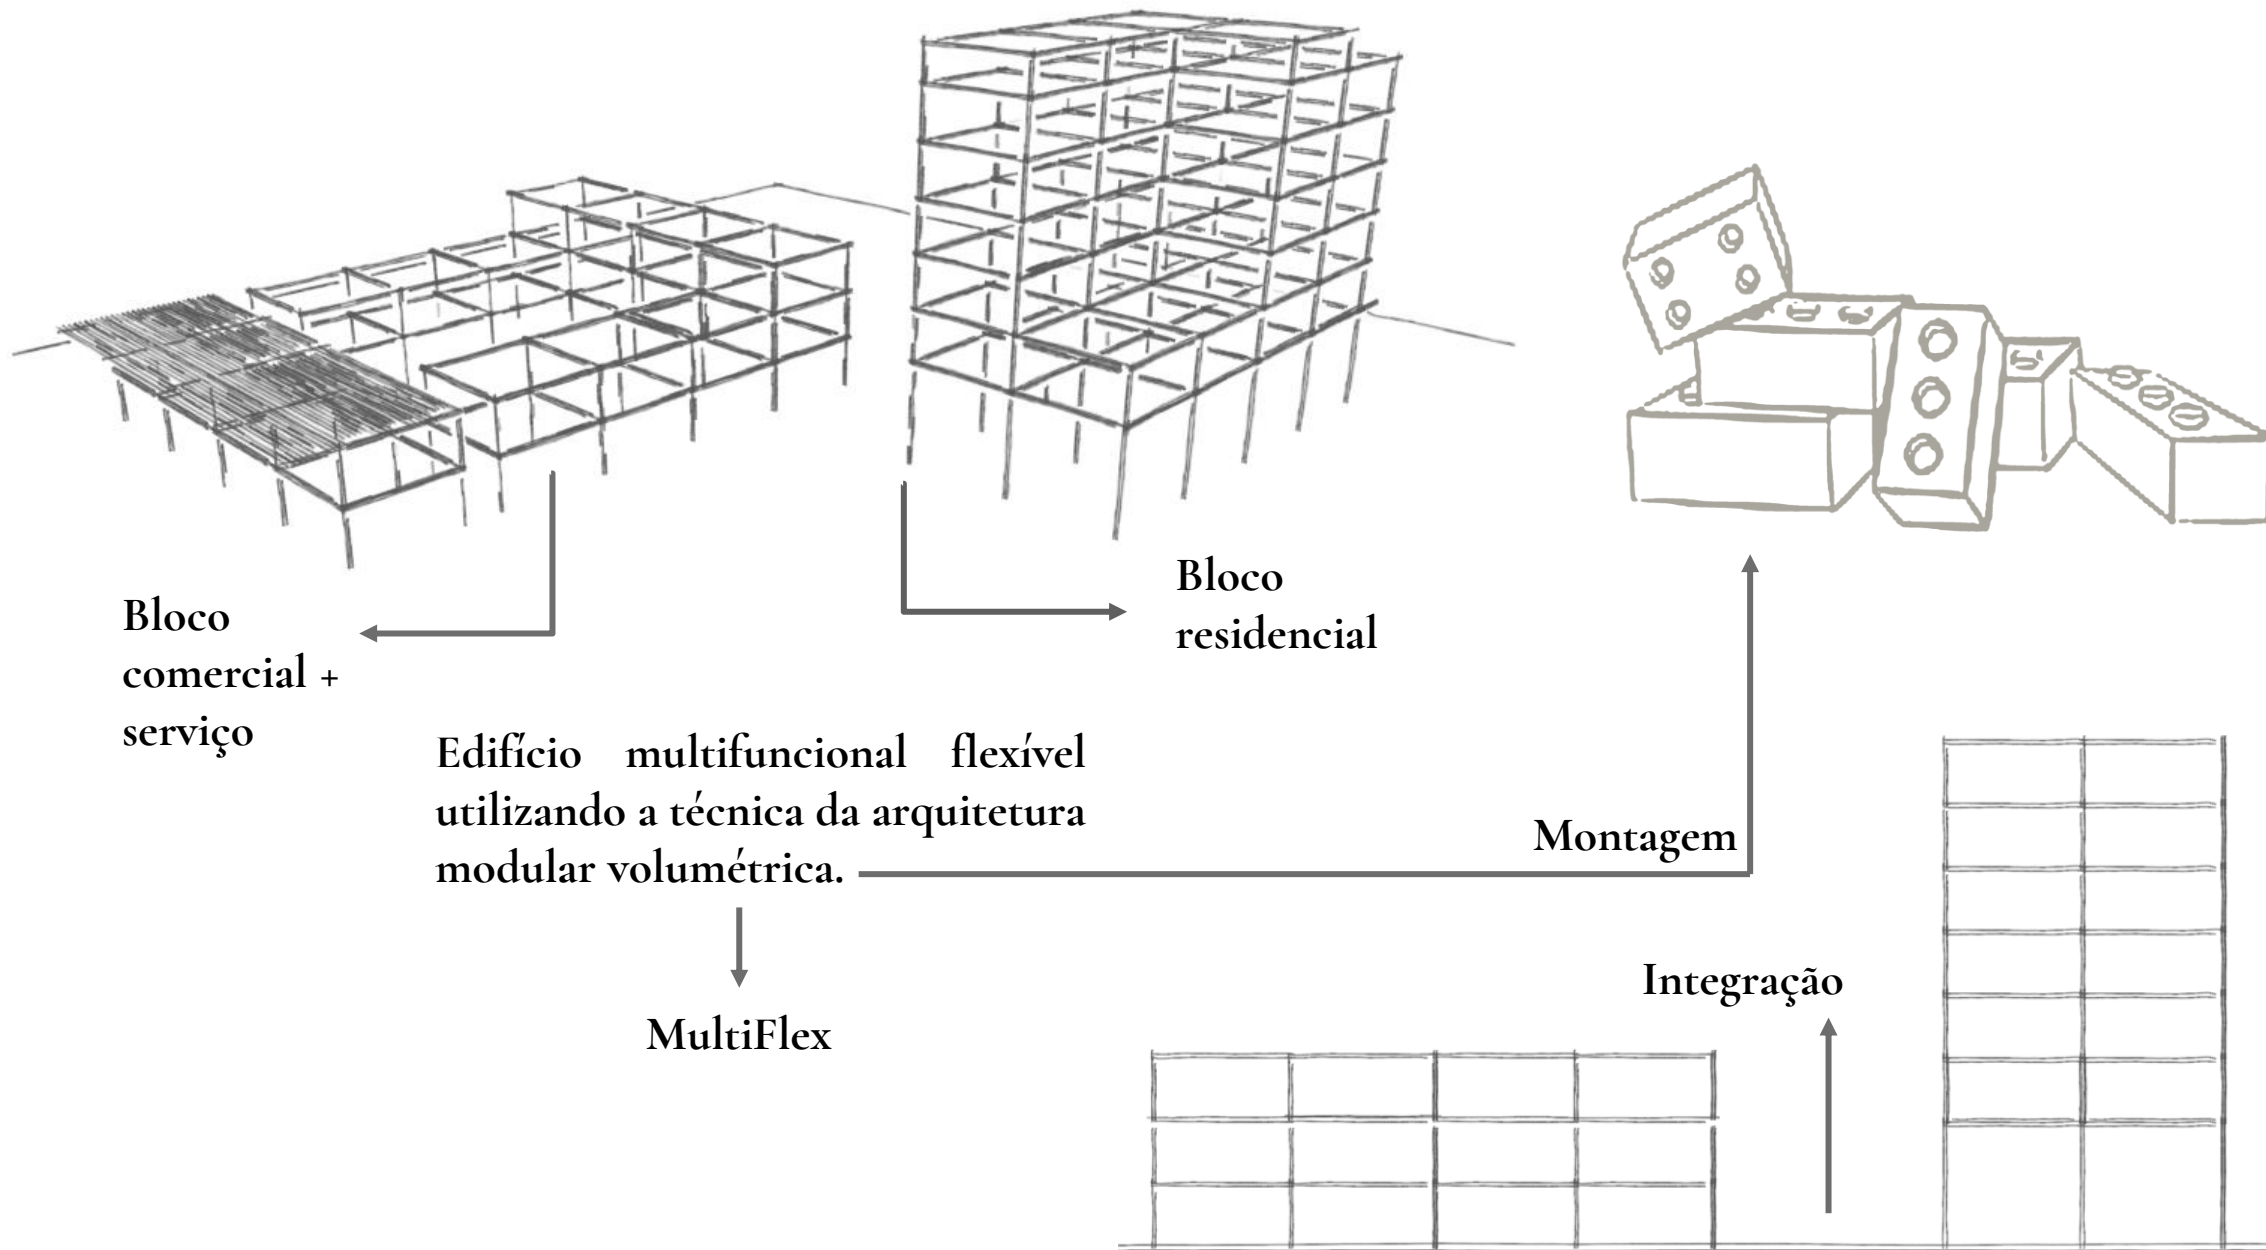 Bloco
residencial
Bloco
comercial +
serviço
Edifício multifuncional flexível
utilizando a técnica da arquitetura
modular volumétrica.
Montagem
Integração
MultiFlex